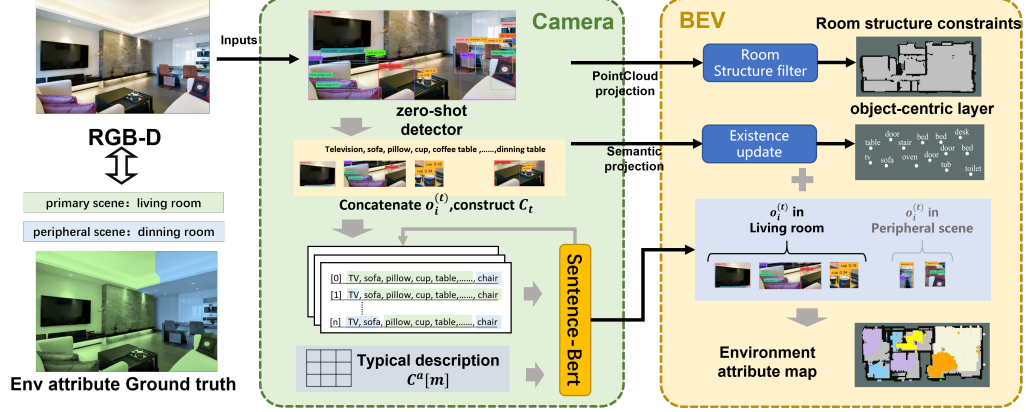 Camera
BEV
Inputs
RGB-D
primary scene: living room
peripheral scene: dinning room
Env attribute Ground truth
zero-shot
detector
Television, sofa, pillow, cup, coffee table ,……, dinning table
cup 0.34
Concatenate o_i^(t),construct C_t
[0] TV, sofa, pillow, cup, table,……, chair
[1] TV, sofa, pillow, cup, table,……, chair
[n] TV, sofa, pillow, cup, table,……, chair
Typical description
C^a[m]
Sentence-Bert
PointCloud
projection
Semantic
projection
Room
Structure filter
Room structure constraints
object-centric layer
Existence
update
door
desk
table
stair
bed
bed
tv
sofa
oven
door
door
bed
tub
toilet
o_i^(t) in
Living room
o_i^(t) in
Peripheral scene
Environment
attribute map